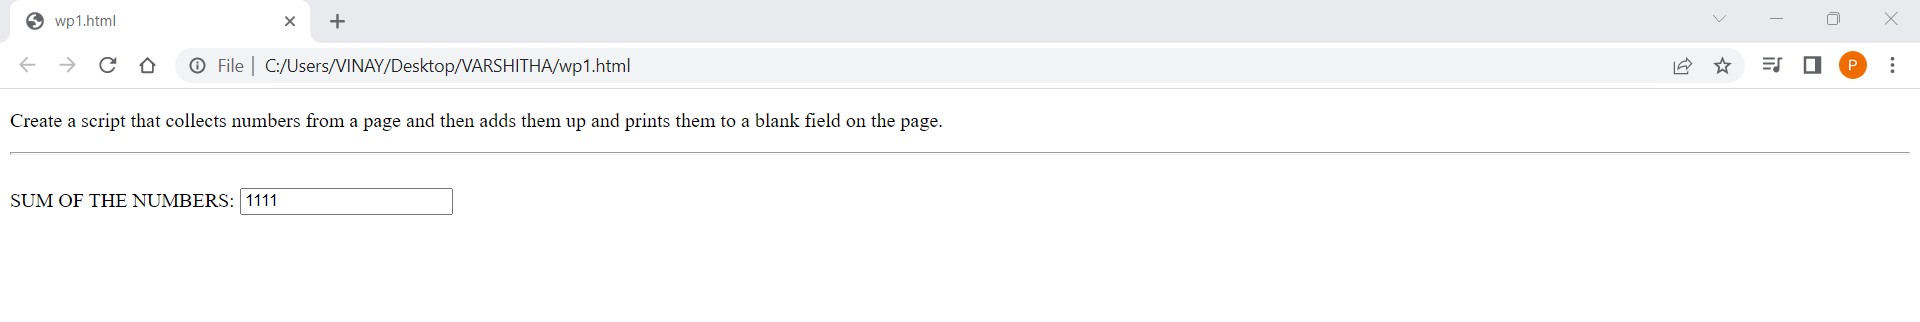 wp1.html
File | C:/Users/VINAY/Desktop/VARSHITHA/wp1.html
P
Create a script that collects numbers from a page and then adds them up and prints them to a blank field on the page.
SUM OF THE NUMBERS: 1111